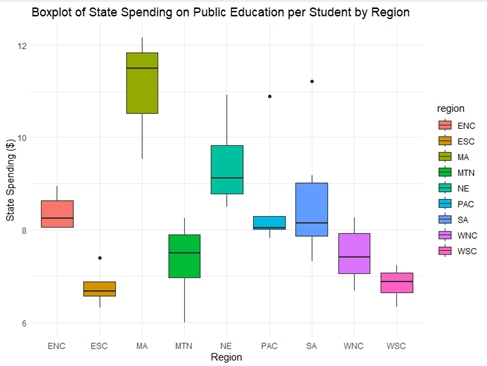 Boxplot of State Spending on Public Education per Student by Region
State Spending ($)
12
10
8
6
ENC ESC MA MTN NE PAC SA WNC WSC
Region
region
ENC
ESC
MA
MTN
NE
PAC
SA
WNC
WSC